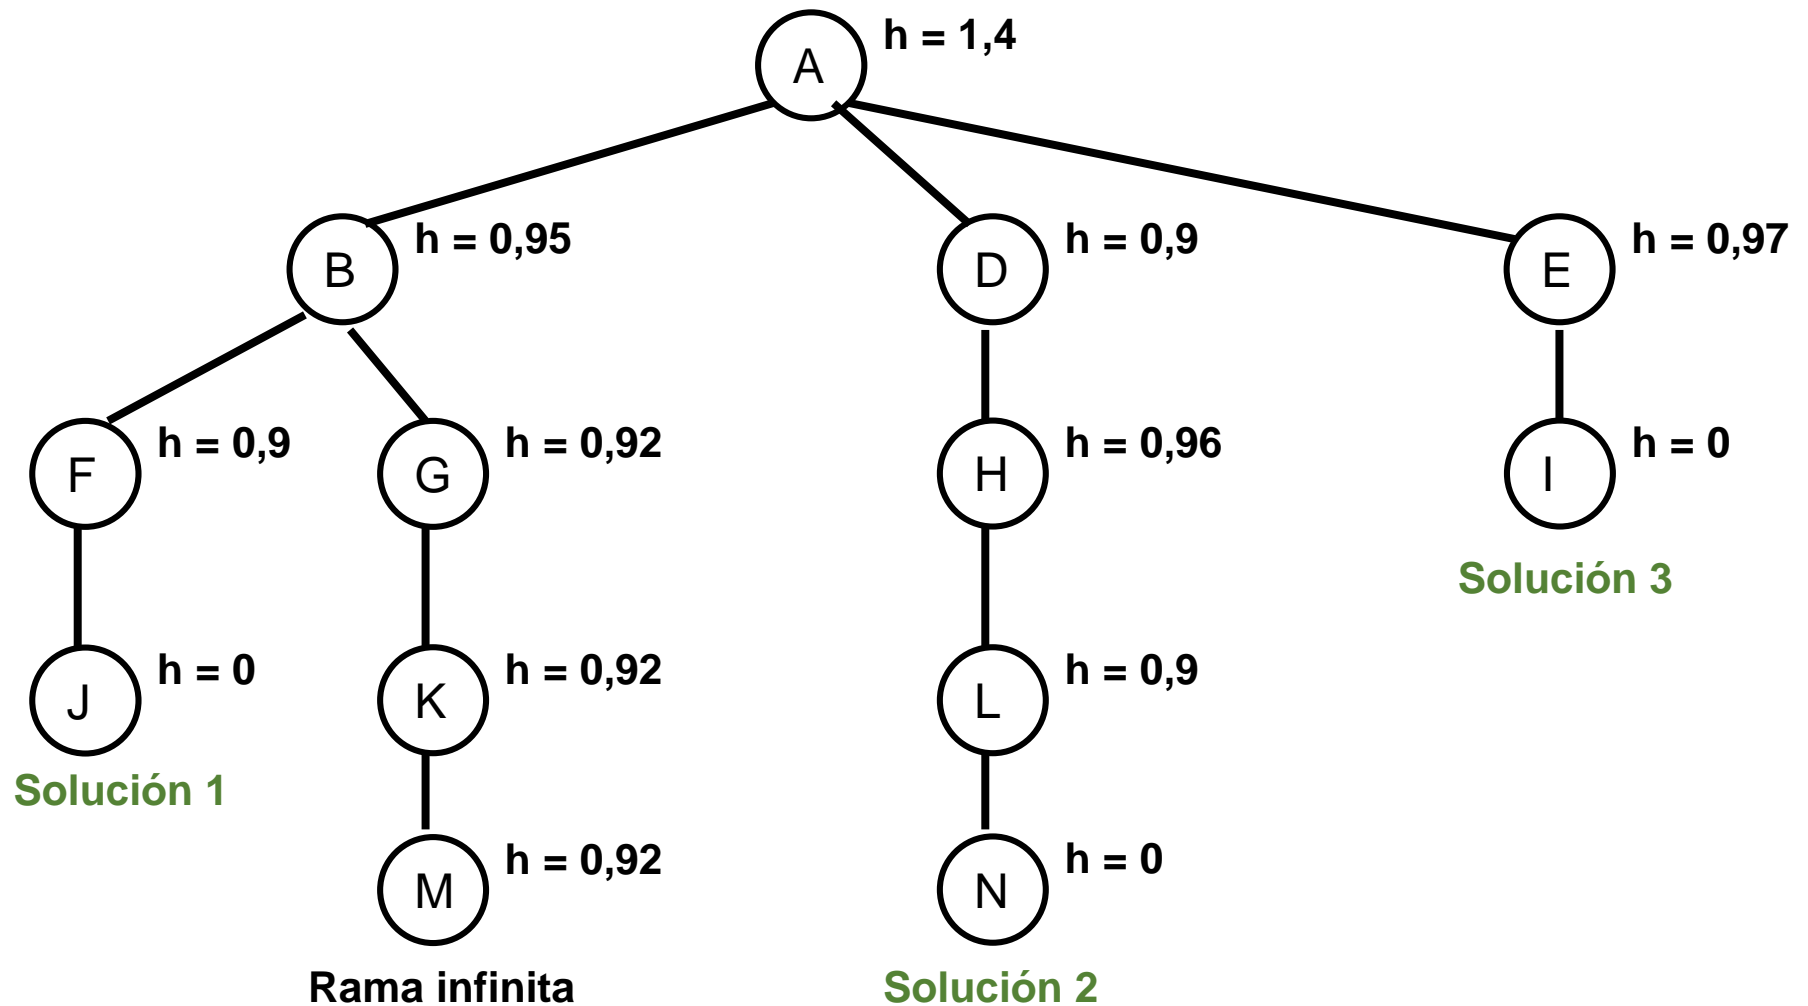 A
h = 1,4
B
h = 0,95
D
h = 0,9
E
h = 0,97
F
h = 0,9
G
h = 0,92
H
h = 0,96
I
h = 0
Solución 3
J
h = 0
K
h = 0,92
L
h = 0,9
Solución 1
M
h = 0,92
N
h = 0
Rama infinita
Solución 2